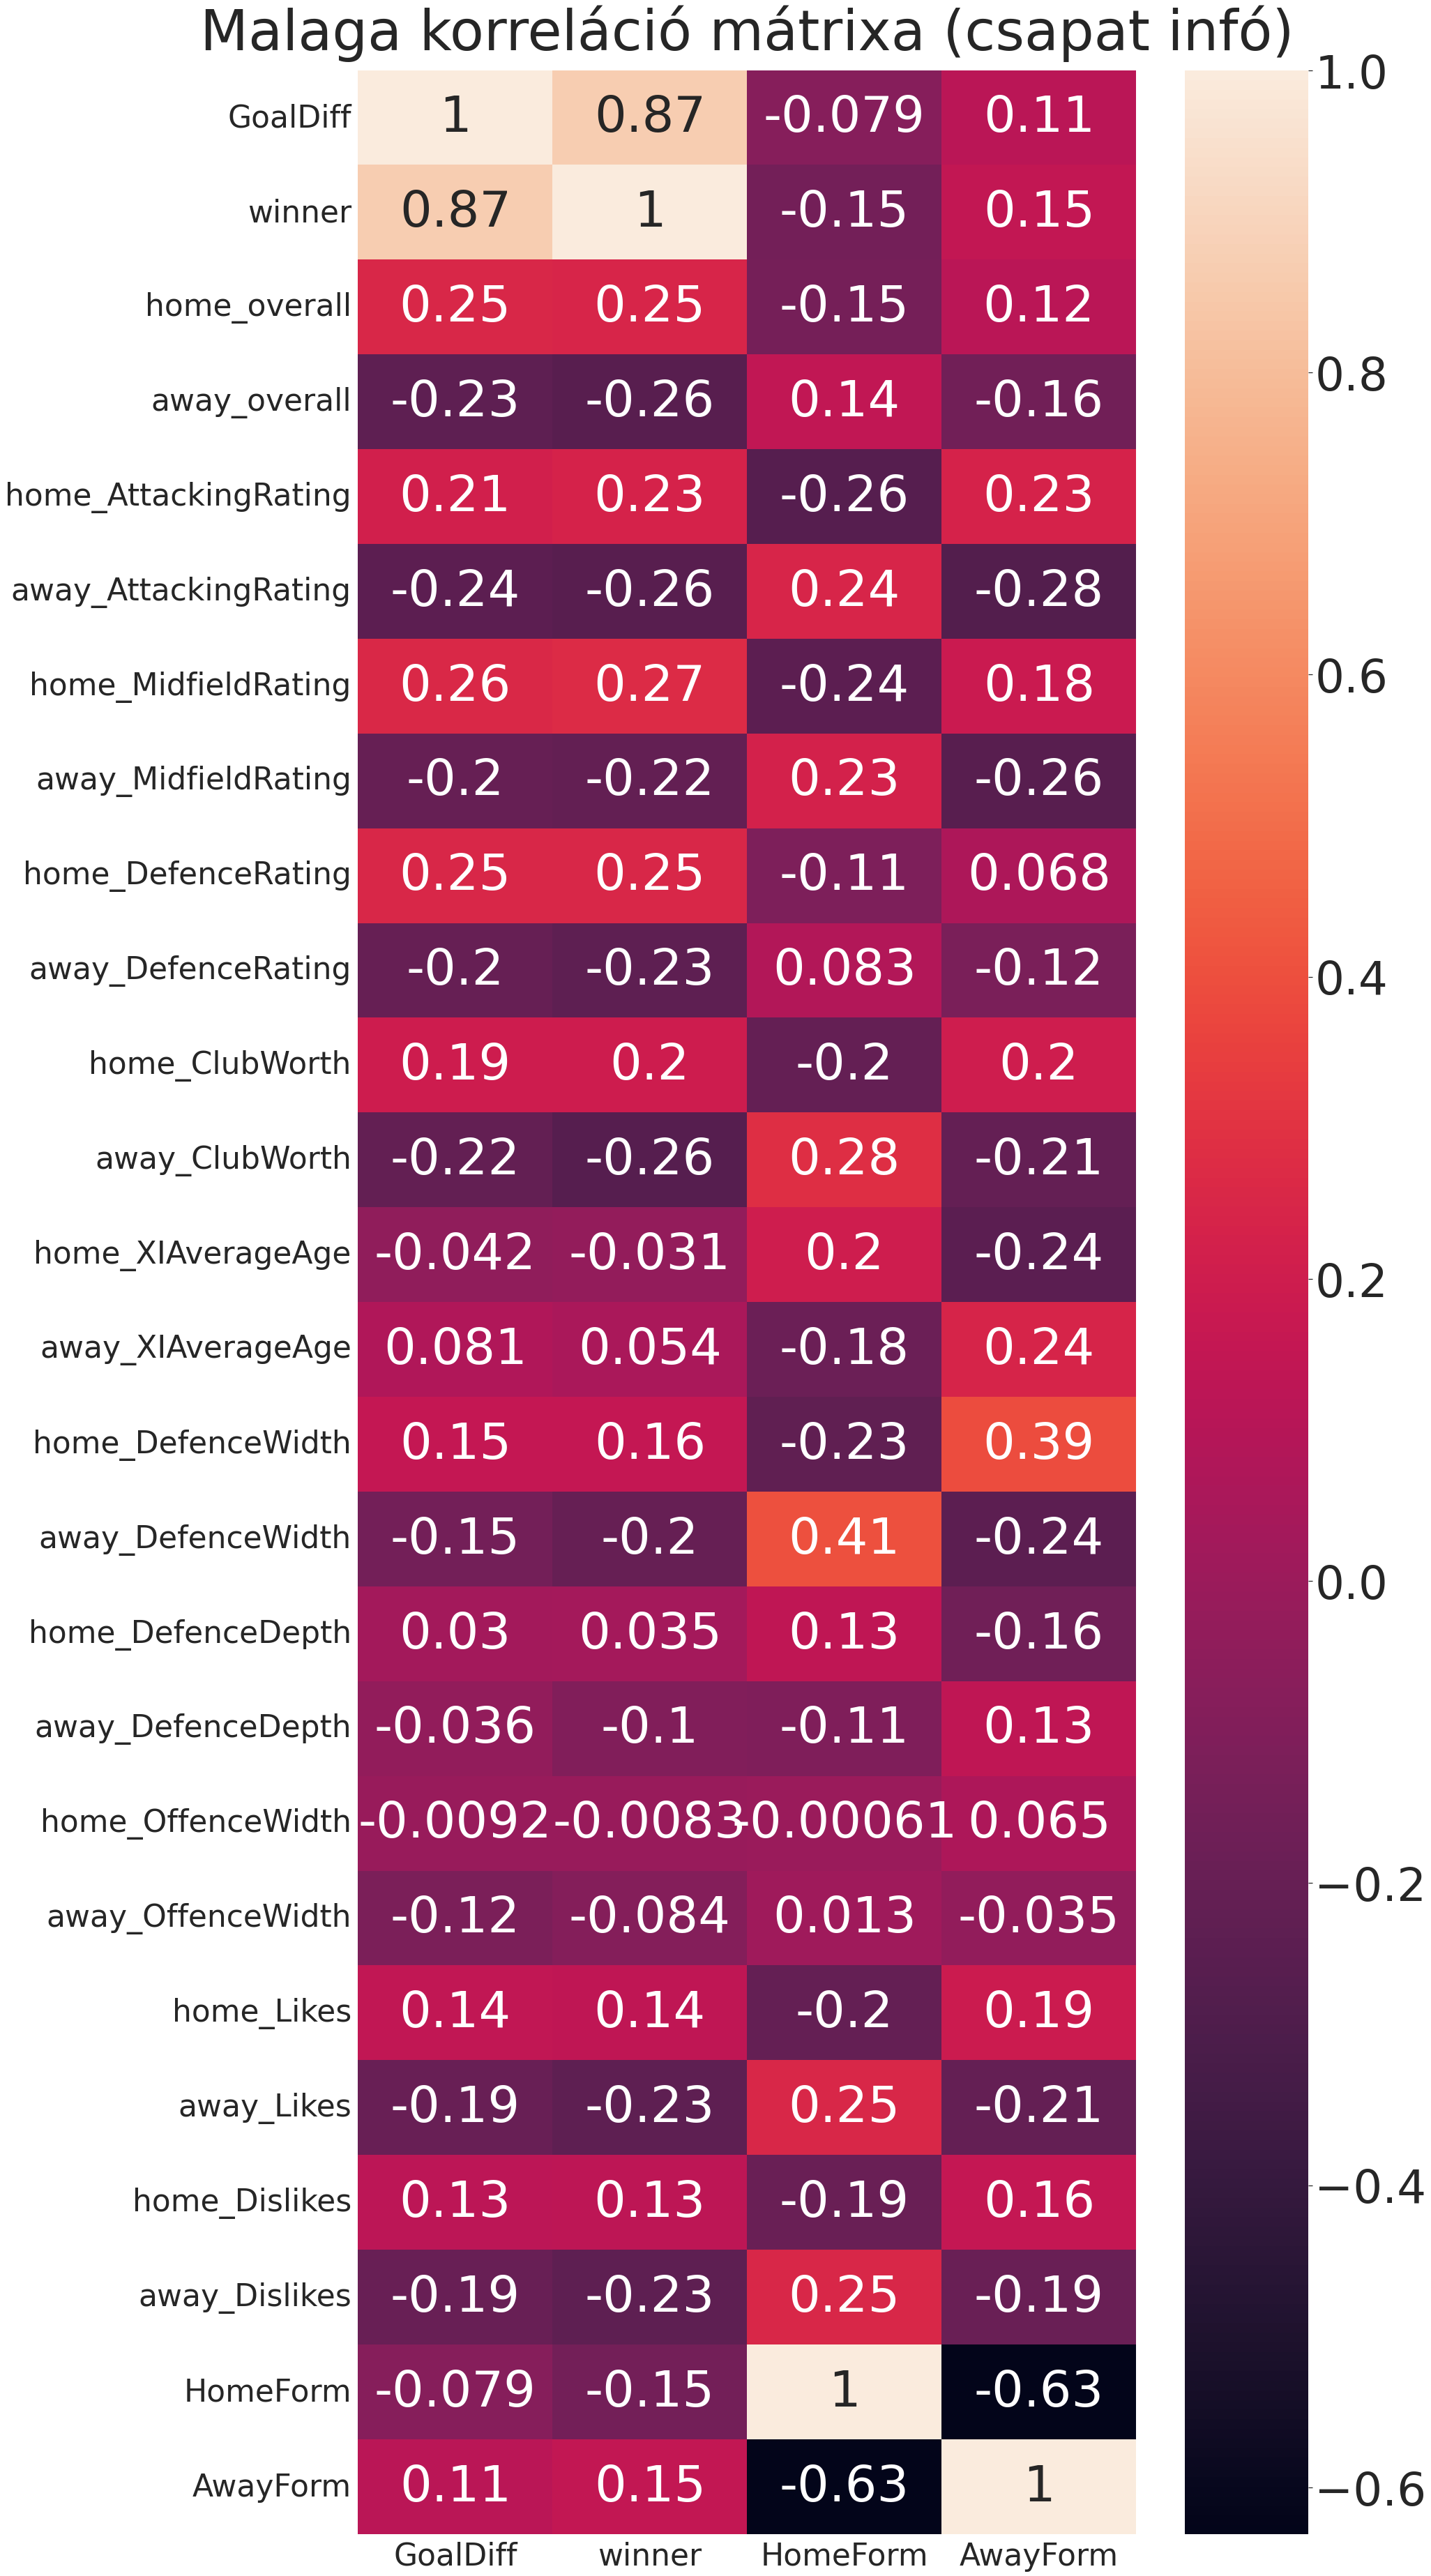 Malaga korreláció mátrixa (csapat infó)
GoalDiff 1 0.87 -0.079 0.11
winner 0.87 1 -0.15 0.15
home_overall 0.25 0.25 -0.15 0.12
away_overall -0.23 -0.26 0.14 -0.16
home_AttackingRating 0.21 0.23 -0.26 0.23
away_AttackingRating -0.24 -0.26 0.24 -0.28
home_MidfieldRating 0.26 0.27 -0.24 0.18
away_MidfieldRating -0.2 -0.22 0.23 -0.26
home_DefenceRating 0.25 0.25 -0.11 0.068
away_DefenceRating -0.2 -0.23 0.083 -0.12
home_ClubWorth 0.19 0.2 -0.2 0.2
away_ClubWorth -0.22 -0.26 0.28 -0.21
home_XIAverageAge -0.042 -0.031 0.2 -0.24
away_XIAverageAge 0.081 0.054 -0.18 0.24
home_DefenceWidth 0.15 0.16 -0.23 0.39
away_DefenceWidth -0.15 -0.2 0.41 -0.24
home_DefenceDepth 0.03 0.035 0.13 -0.16
away_DefenceDepth -0.036 -0.1 -0.11 0.13
home_OffenceWidth -0.0092 -0.0083 -0.00061 0.065
away_OffenceWidth -0.12 -0.084 0.013 -0.035
home_Likes 0.14 0.14 -0.2 0.19
away_Likes -0.19 -0.23 0.25 -0.21
home_Dislikes 0.13 0.13 -0.19 0.16
away_Dislikes -0.19 -0.23 0.25 -0.19
HomeForm -0.079 -0.15 1 -0.63
AwayForm 0.11 0.15 -0.63 1
GoalDiff winner HomeForm AwayForm
1.0
0.8
0.6
0.4
0.2
0.0
−0.2
−0.4
−0.6